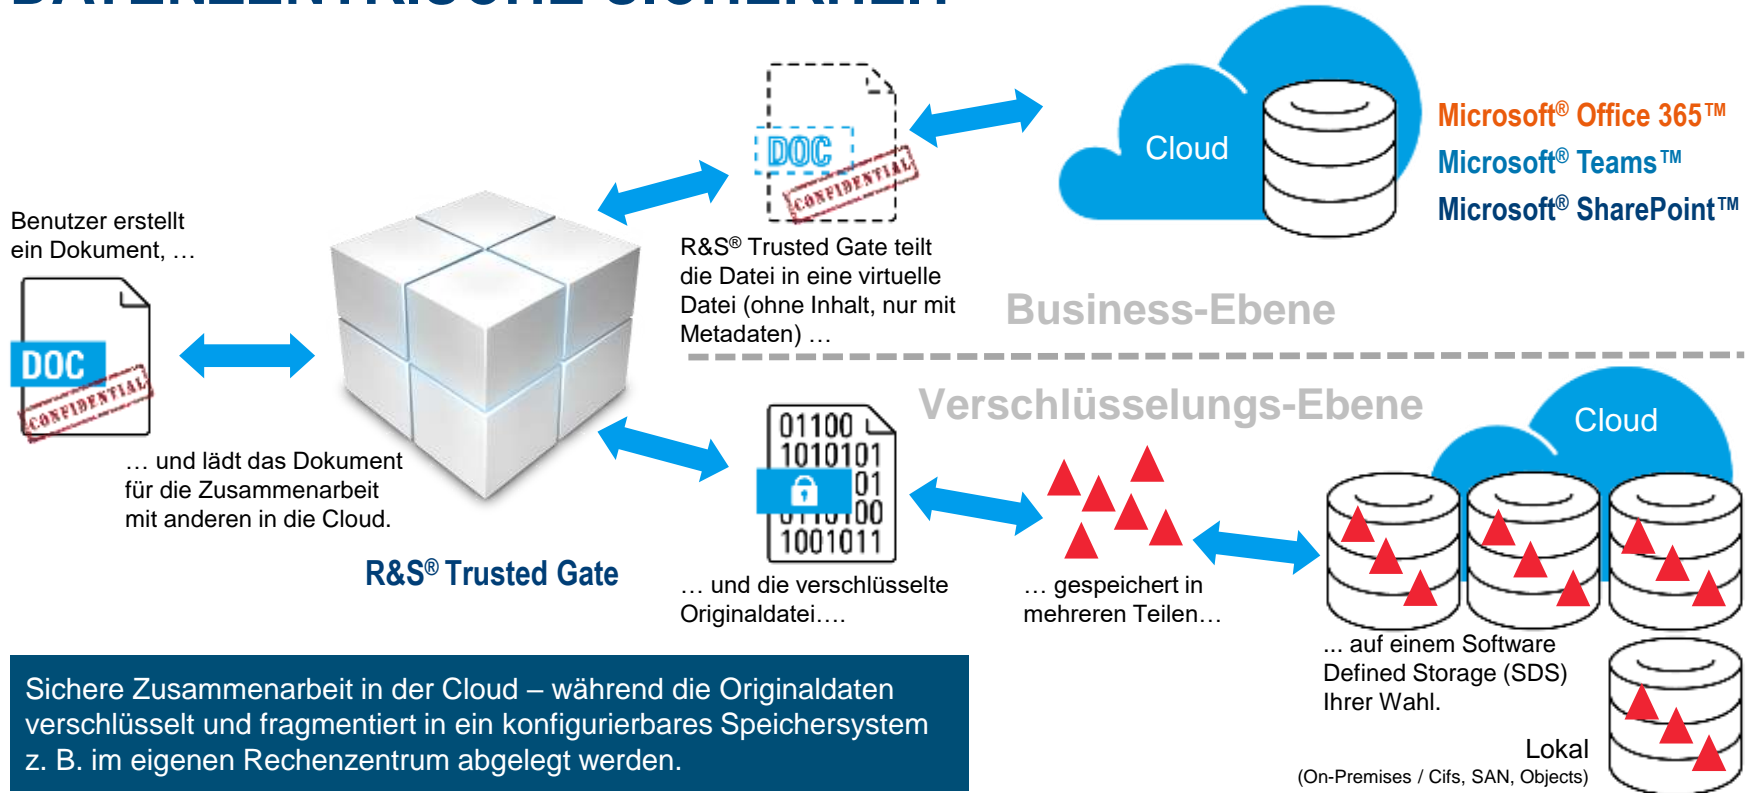 DATENZENTRISCHE SICHERHEIT
Benutzer erstellt
ein Dokument, …
DOC
CONFIDENTIAL
… und lädt das Dokument
für die Zusammenarbeit
mit anderen in die Cloud.
R&S® Trusted Gate
DOC
CONFIDENTIAL
R&S® Trusted Gate teilt
die Datei in eine virtuelle
Datei (ohne Inhalt, nur mit
Metadaten) …
Cloud
Microsoft® Office 365™
Microsoft® Teams™
Microsoft® SharePoint™
Business-Ebene
Verschlüsselungs-Ebene
01100
1010101
01
0110100
1001011
… und die verschlüsselte
Originaldatei….
… gespeichert in
mehreren Teilen…
Cloud
... auf einem Software
Defined Storage (SDS)
Ihrer Wahl.
Lokal
(On-Premises / Cifs, SAN, Objects)
Sichere Zusammenarbeit in der Cloud – während die Originaldaten
verschlüsselt und fragmentiert in ein konfigurierbares Speichersystem
z. B. im eigenen Rechenzentrum abgelegt werden.